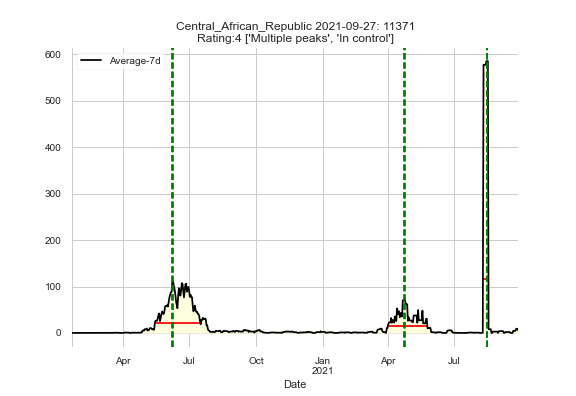 Central_African_Republic 2021-09-27: 11371
Rating:4 ['Multiple peaks', 'In control']
Average-7d
600
500
400
300
200
100
0
Apr Jul Oct Jan Apr Jul
2021
Date